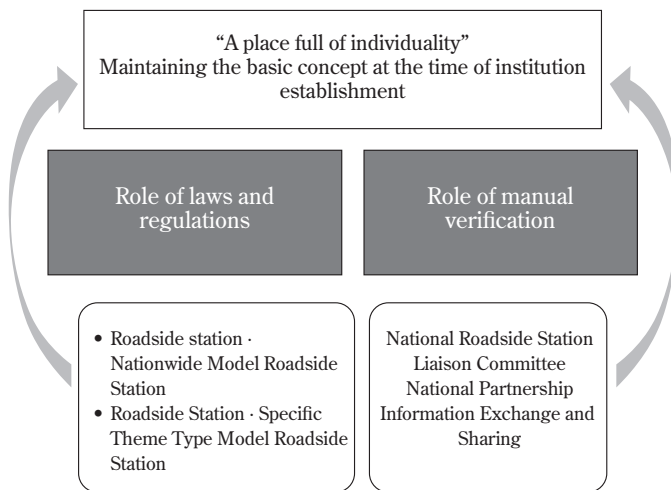 “A place full of individuality”
Maintaining the basic concept at the time of institution
establishment
Role of laws and
regulations
Role of manual
verification
• Roadside station ·
Nationwide Model Roadside
Station
• Roadside Station · Specific
Theme Type Model Roadside
Station
National Roadside Station
Liaison Committee
National Partnership
Information Exchange and
Sharing